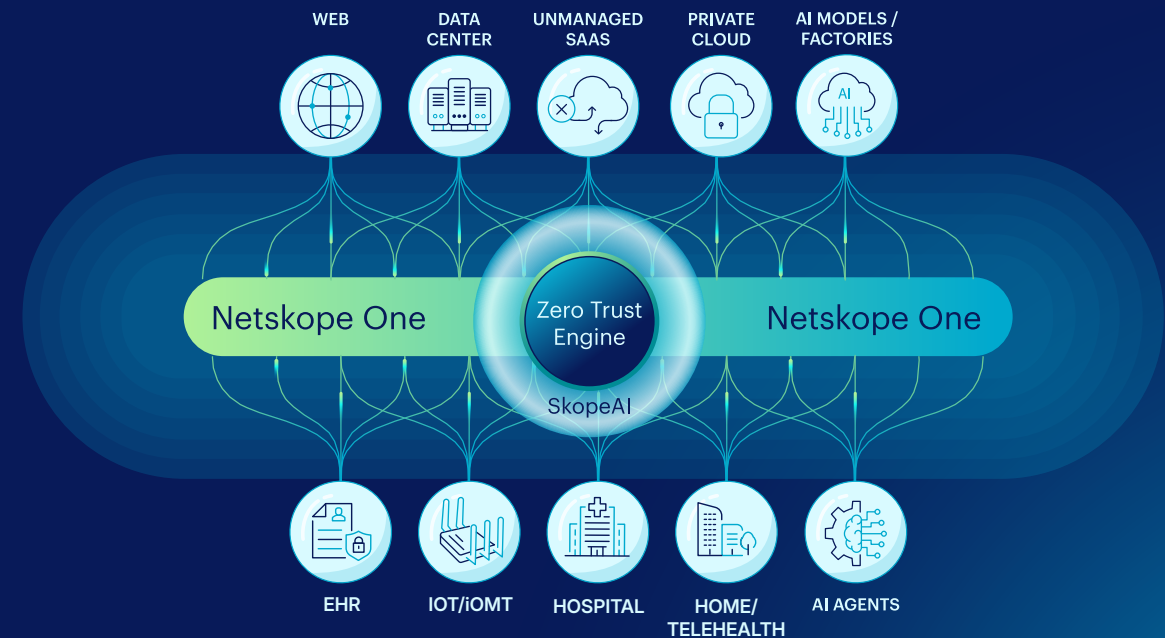 WEB
DATA
CENTER
UNMANAGED
SAAS
PRIVATE
CLOUD
AI MODELS /
FACTORIES
AI
Netskope One
Zero Trust
Engine
Netskope One
SkopeAI
EHR
IOT/iOMT
HOSPITAL
HOME/
TELEHEALTH
AI AGENTS